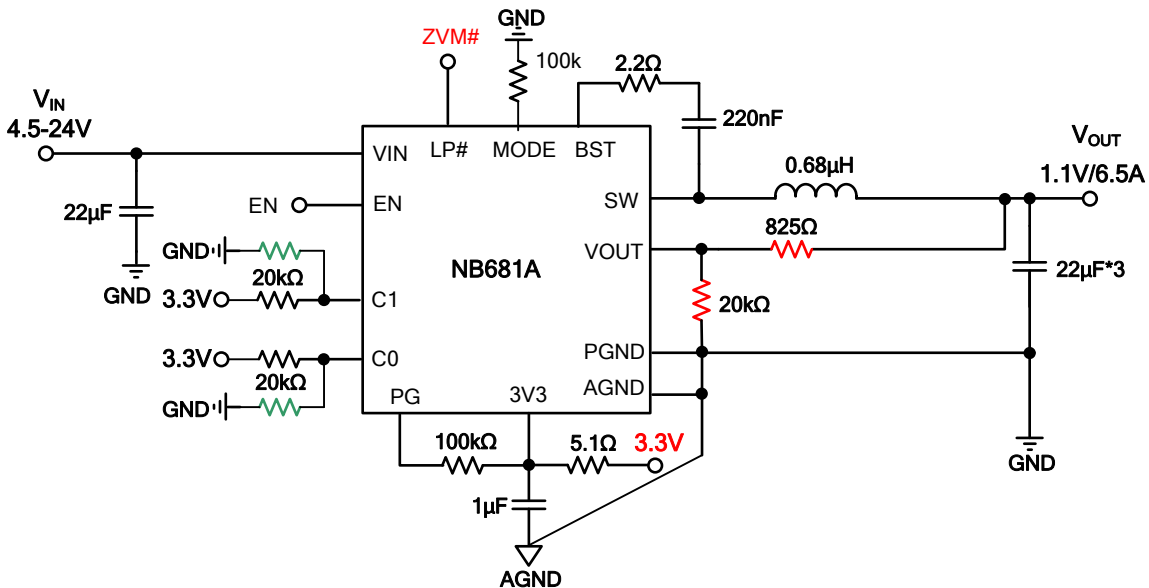 GND
ZVM#
100k
2.2Ω
220nF
VIN
4.5-24V
22µF
GND
VIN
LP#
MODE
BST
EN
EN
SW
0.68µH
VOUT
1.1V/6.5A
VOUT
825Ω
22µF*3
20kΩ
NB681A
GND
20kΩ
3.3V
C1
3.3V
C0
20kΩ
GND
PGND
AGND
PG
3V3
100kΩ
5.1Ω
3.3V
1µF
AGND
GND